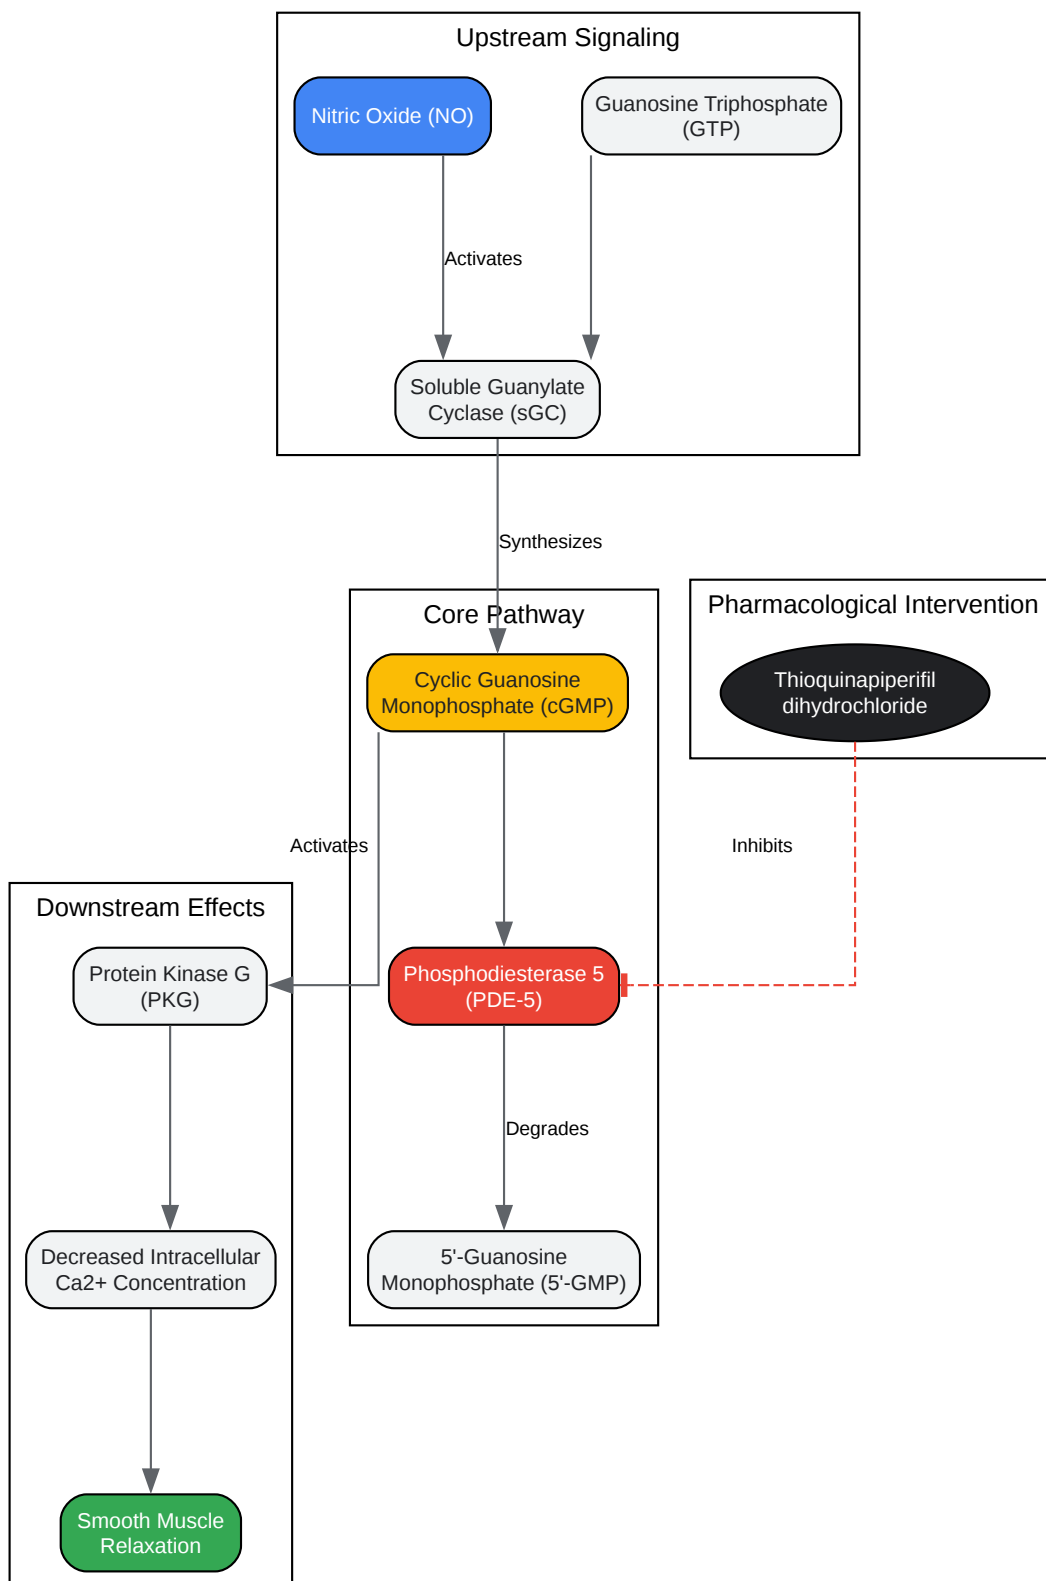 Upstream Signaling
Nitric Oxide (NO)
Guanosine Triphosphate
(GTP)
Activates
Soluble Guanylate
Cyclase (sGC)
Synthesizes
Core Pathway
Pharmacological Intervention
Cyclic Guanosine
Monophosphate (cGMP)
Thioquinapiperifil
dihydrochloride
Activates
Inhibits
Downstream Effects
Protein Kinase G
(PKG)
Phosphodiesterase 5
(PDE-5)
Degrades
Decreased Intracellular
Ca2+ Concentration
5'-Guanosine
Monophosphate (5'-GMP)
Smooth Muscle
Relaxation